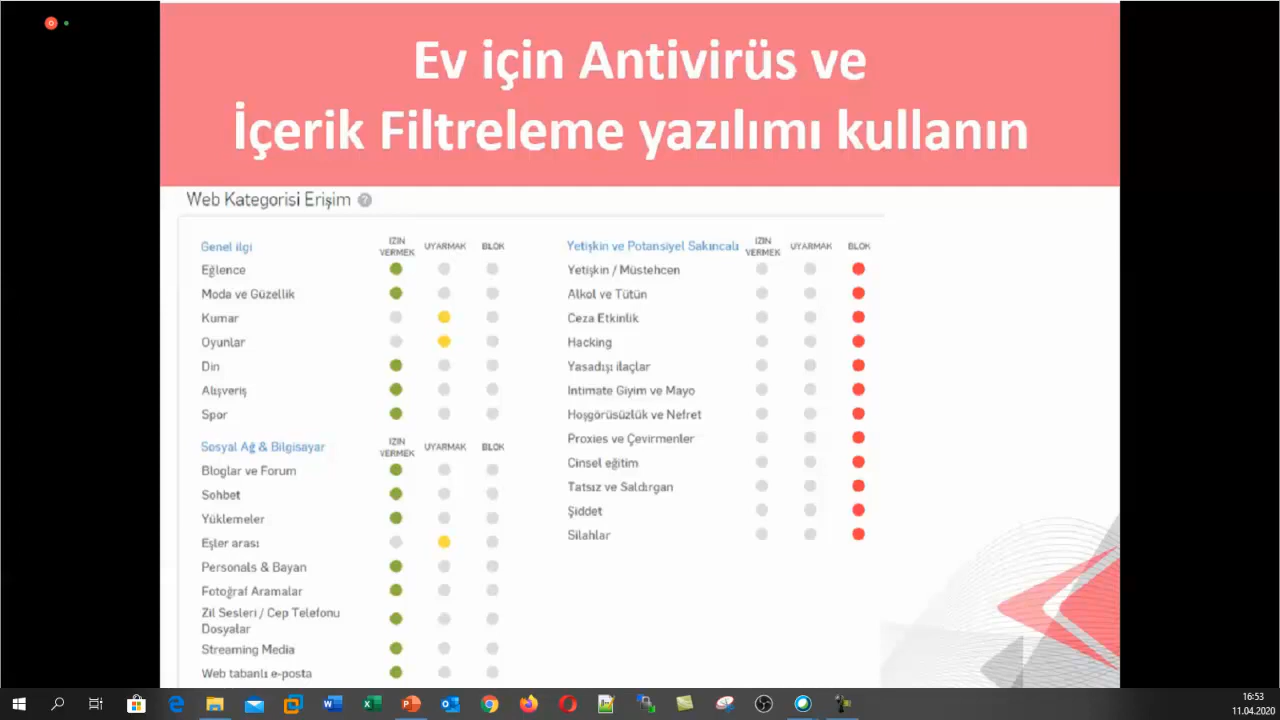 Ev için Antivirüs ve
İçerik Filtreleme yazılımı kullanın
Web Kategorisi Erişim ?
Genel ilgi
IZIN VERMEK UYARMAK BLOK
Eğlence
Moda ve Güzellik
Kumar
Oyunlar
Din
Alışveriş
Spor
Sosyal Ağ & Bilgisayar
IZIN VERMEK UYARMAK BLOK
Bloglar ve Forum
Sohbet
Yüklemeler
Eşler arası
Personals & Bayan
Fotoğraf Aramalar
Zil Sesleri / Cep Telefonu
Dosyalar
Streaming Media
Web tabanlı e-posta
Yetişkin ve Potansiyel Sakıncalı
IZIN VERMEK UYARMAK BLOK
Yetişkin / Müstehcen
Alkol ve Tütün
Ceza Etkinlik
Hacking
Yasadışı ilaçlar
Intimate Giyim ve Mayo
Hoşgörüsüzlük ve Nefret
Proxies ve Çevirmenler
Cinsel eğitim
Tatsız ve Saldırgan
Şiddet
Silahlar
16:53
11.04.2020